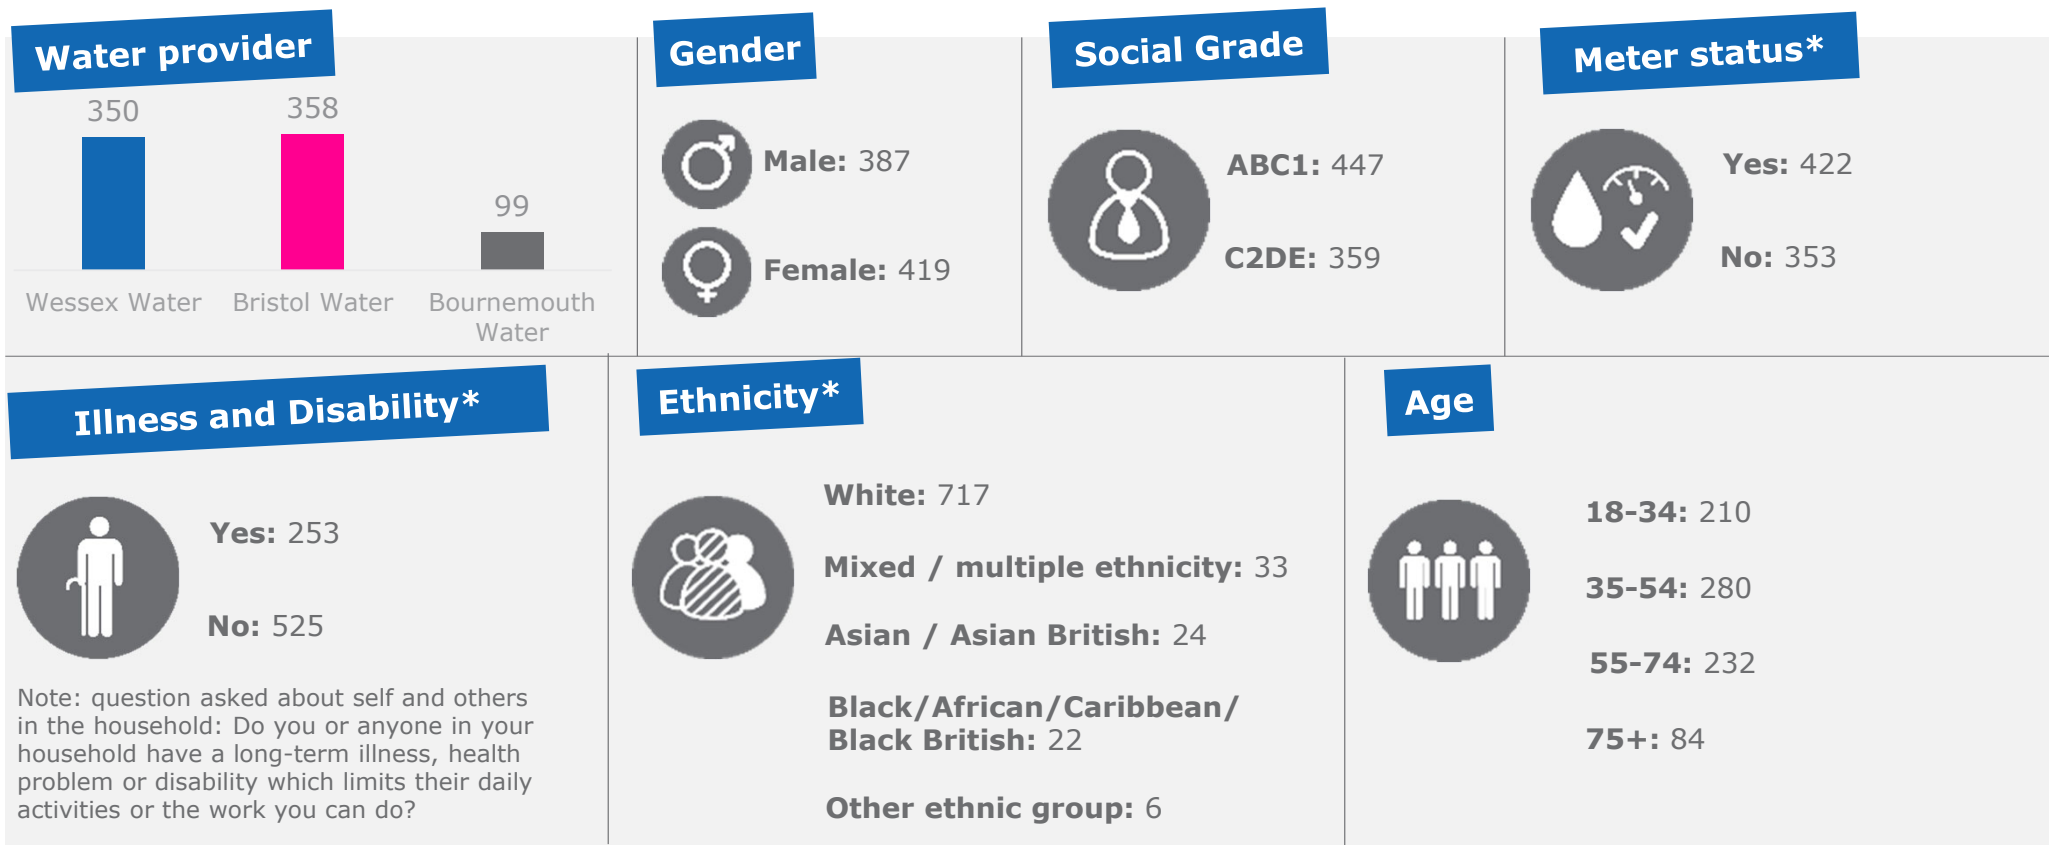 Water provider
350
358
99
Wessex Water
Bristol Water
Bournemouth
Water
Gender
Male: 387
Female: 419
Social Grade
ABC1: 447
C2DE: 359
Meter status*
Yes: 422
No: 353
Illness and Disability*
Yes: 253
No: 525
Note: question asked about self and others
in the household: Do you or anyone in your
household have a long-term illness, health
problem or disability which limits their daily
activities or the work you can do?
Ethnicity*
White: 717
Mixed / multiple ethnicity: 33
Asian / Asian British: 24
Black/African/Caribbean/
Black British: 22
Other ethnic group: 6
Age
18-34: 210
35-54: 280
55-74: 232
75+: 84